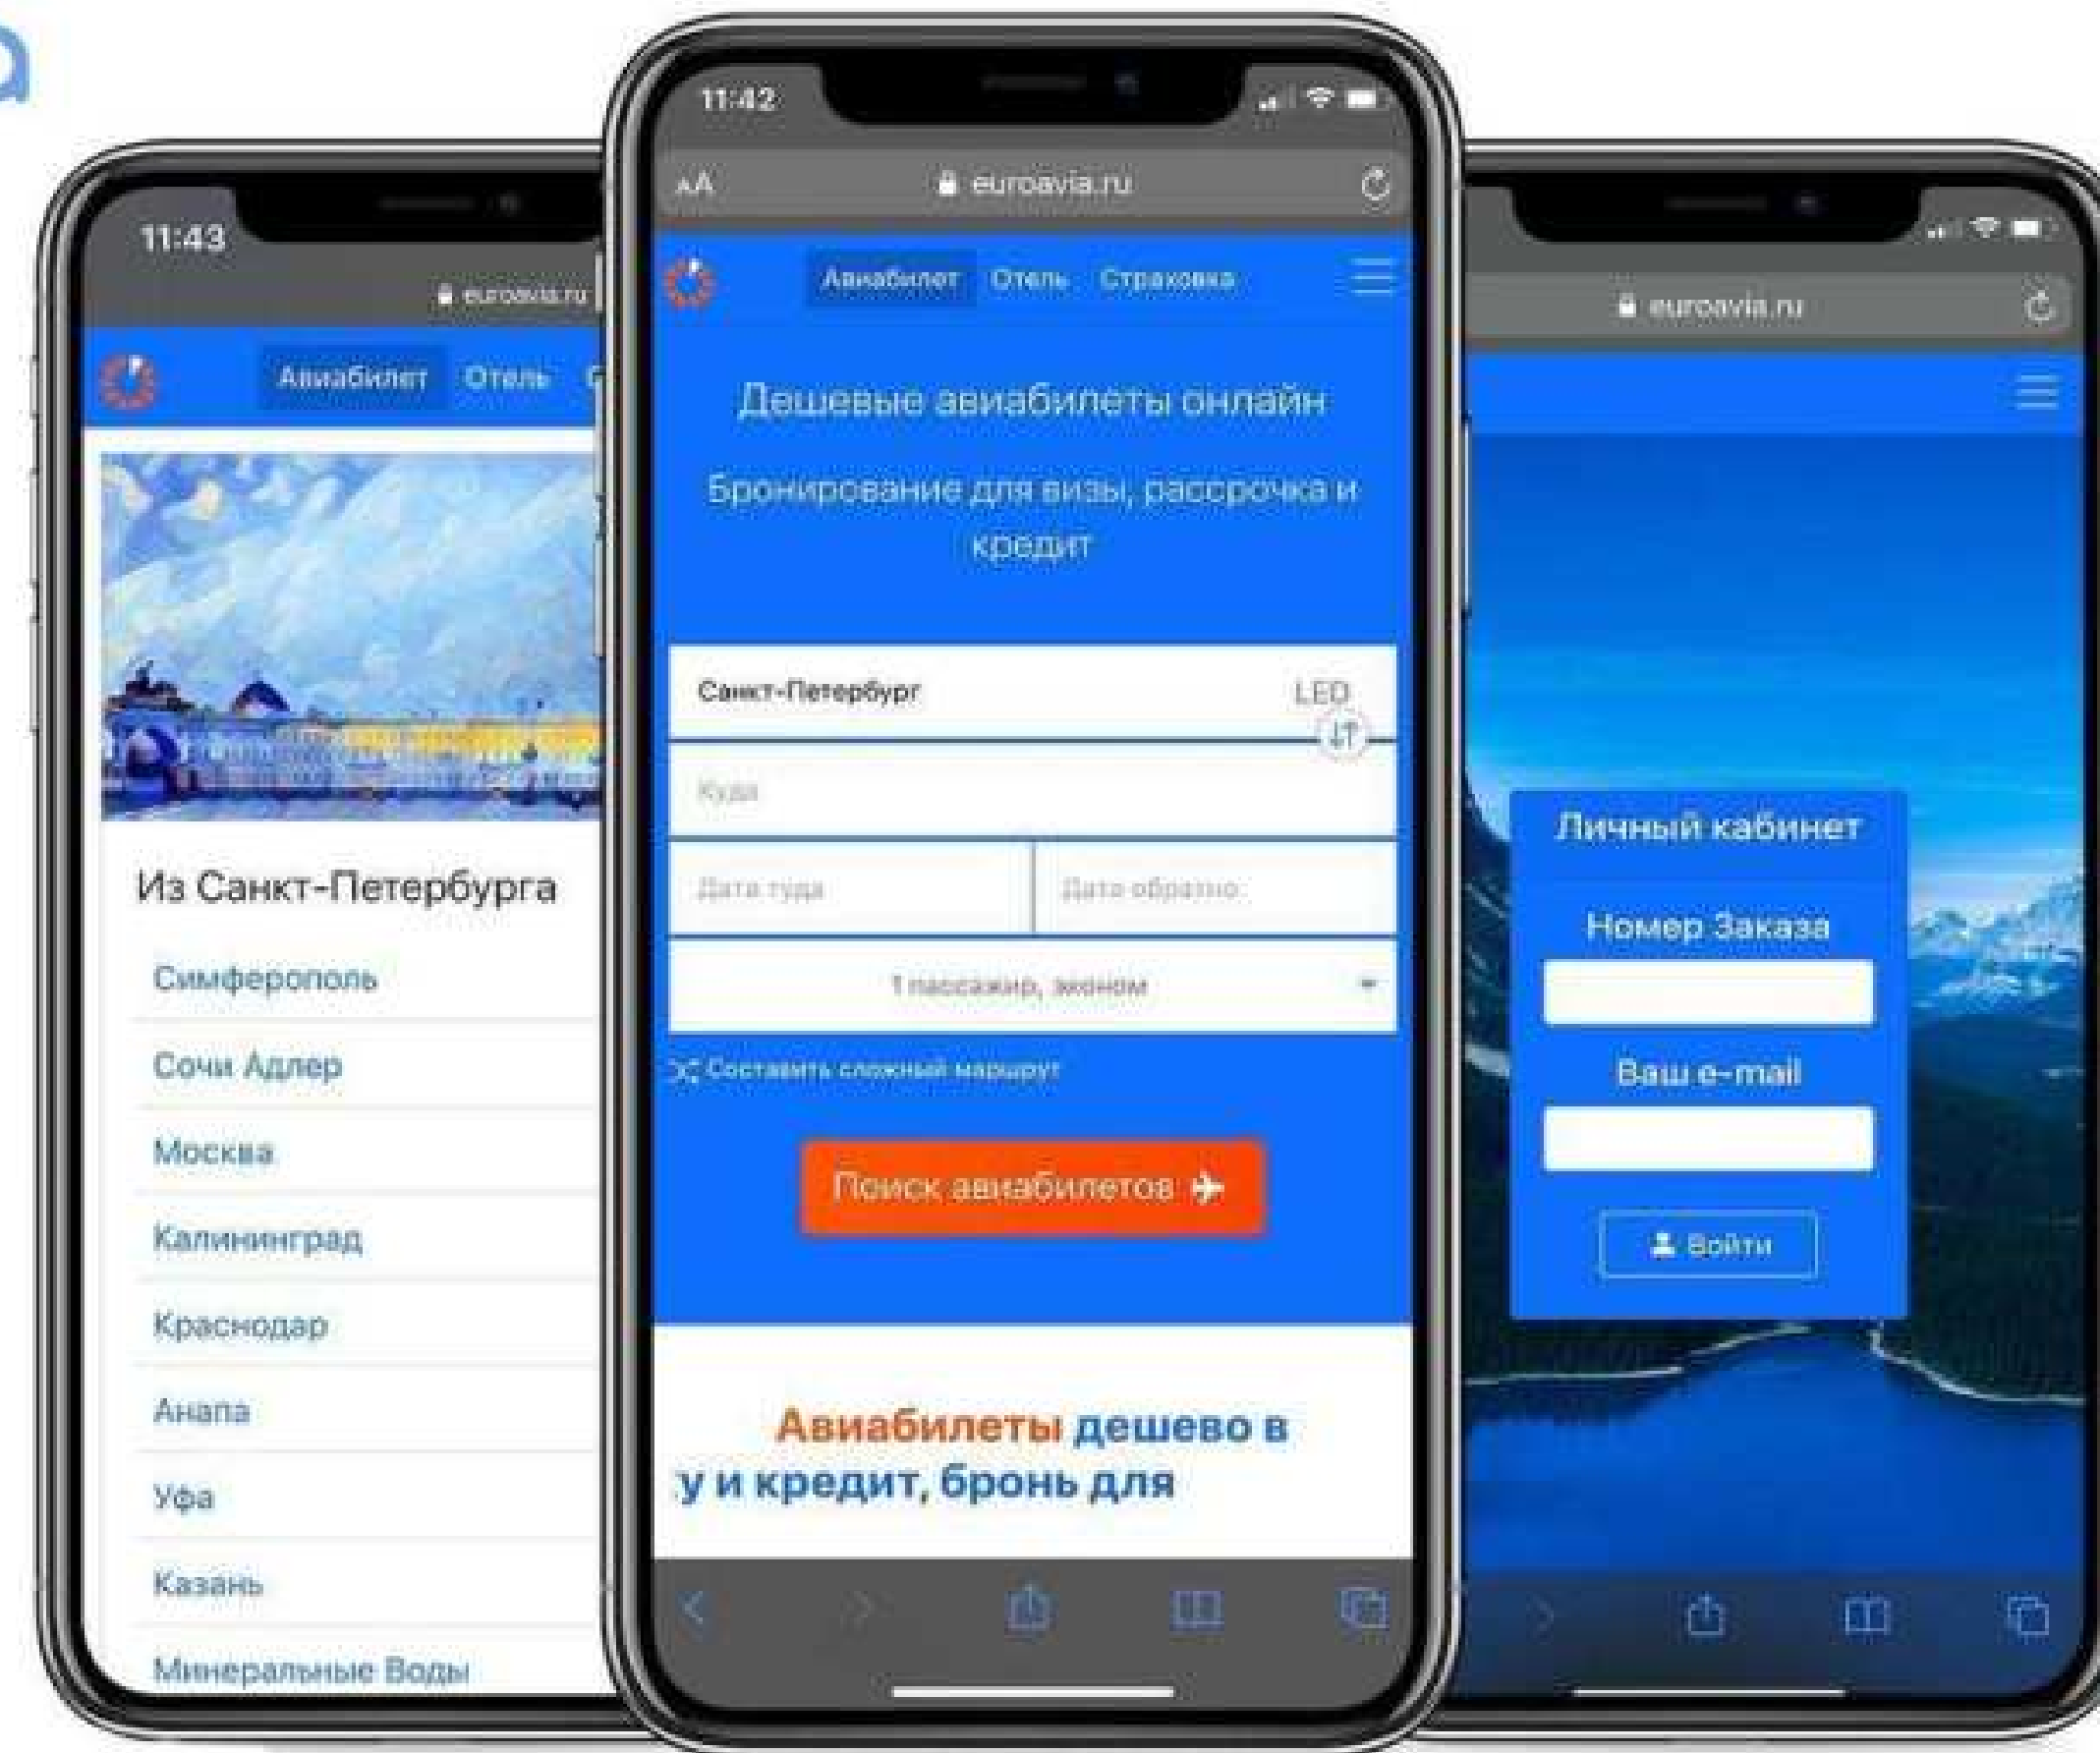 a
11:43
euroavia.ru
Авиабилет Отель
Из Санкт-Петербурга
Симферополь
Сочи Адлер
Москва
Калининград
Краснодар
Анапа
Уфа
Казань
Минеральные Воды
11:42
AA euroavia.ru
Авиабилет Отель Страховка
Дешевые авиабилеты онлайн
Бронирование для визы, рассрочка и
кредит
Санкт-Петербург LED
Куда
Дата туда Дата обратно
1 пассажир, эконом
Составить сложный маршрут
Поиск авиабилетов
Авиабилеты дешево в
у и кредит, бронь для
euroavia.ru
Личный кабинет
Номер Заказа
Ваш e-mail
Войти